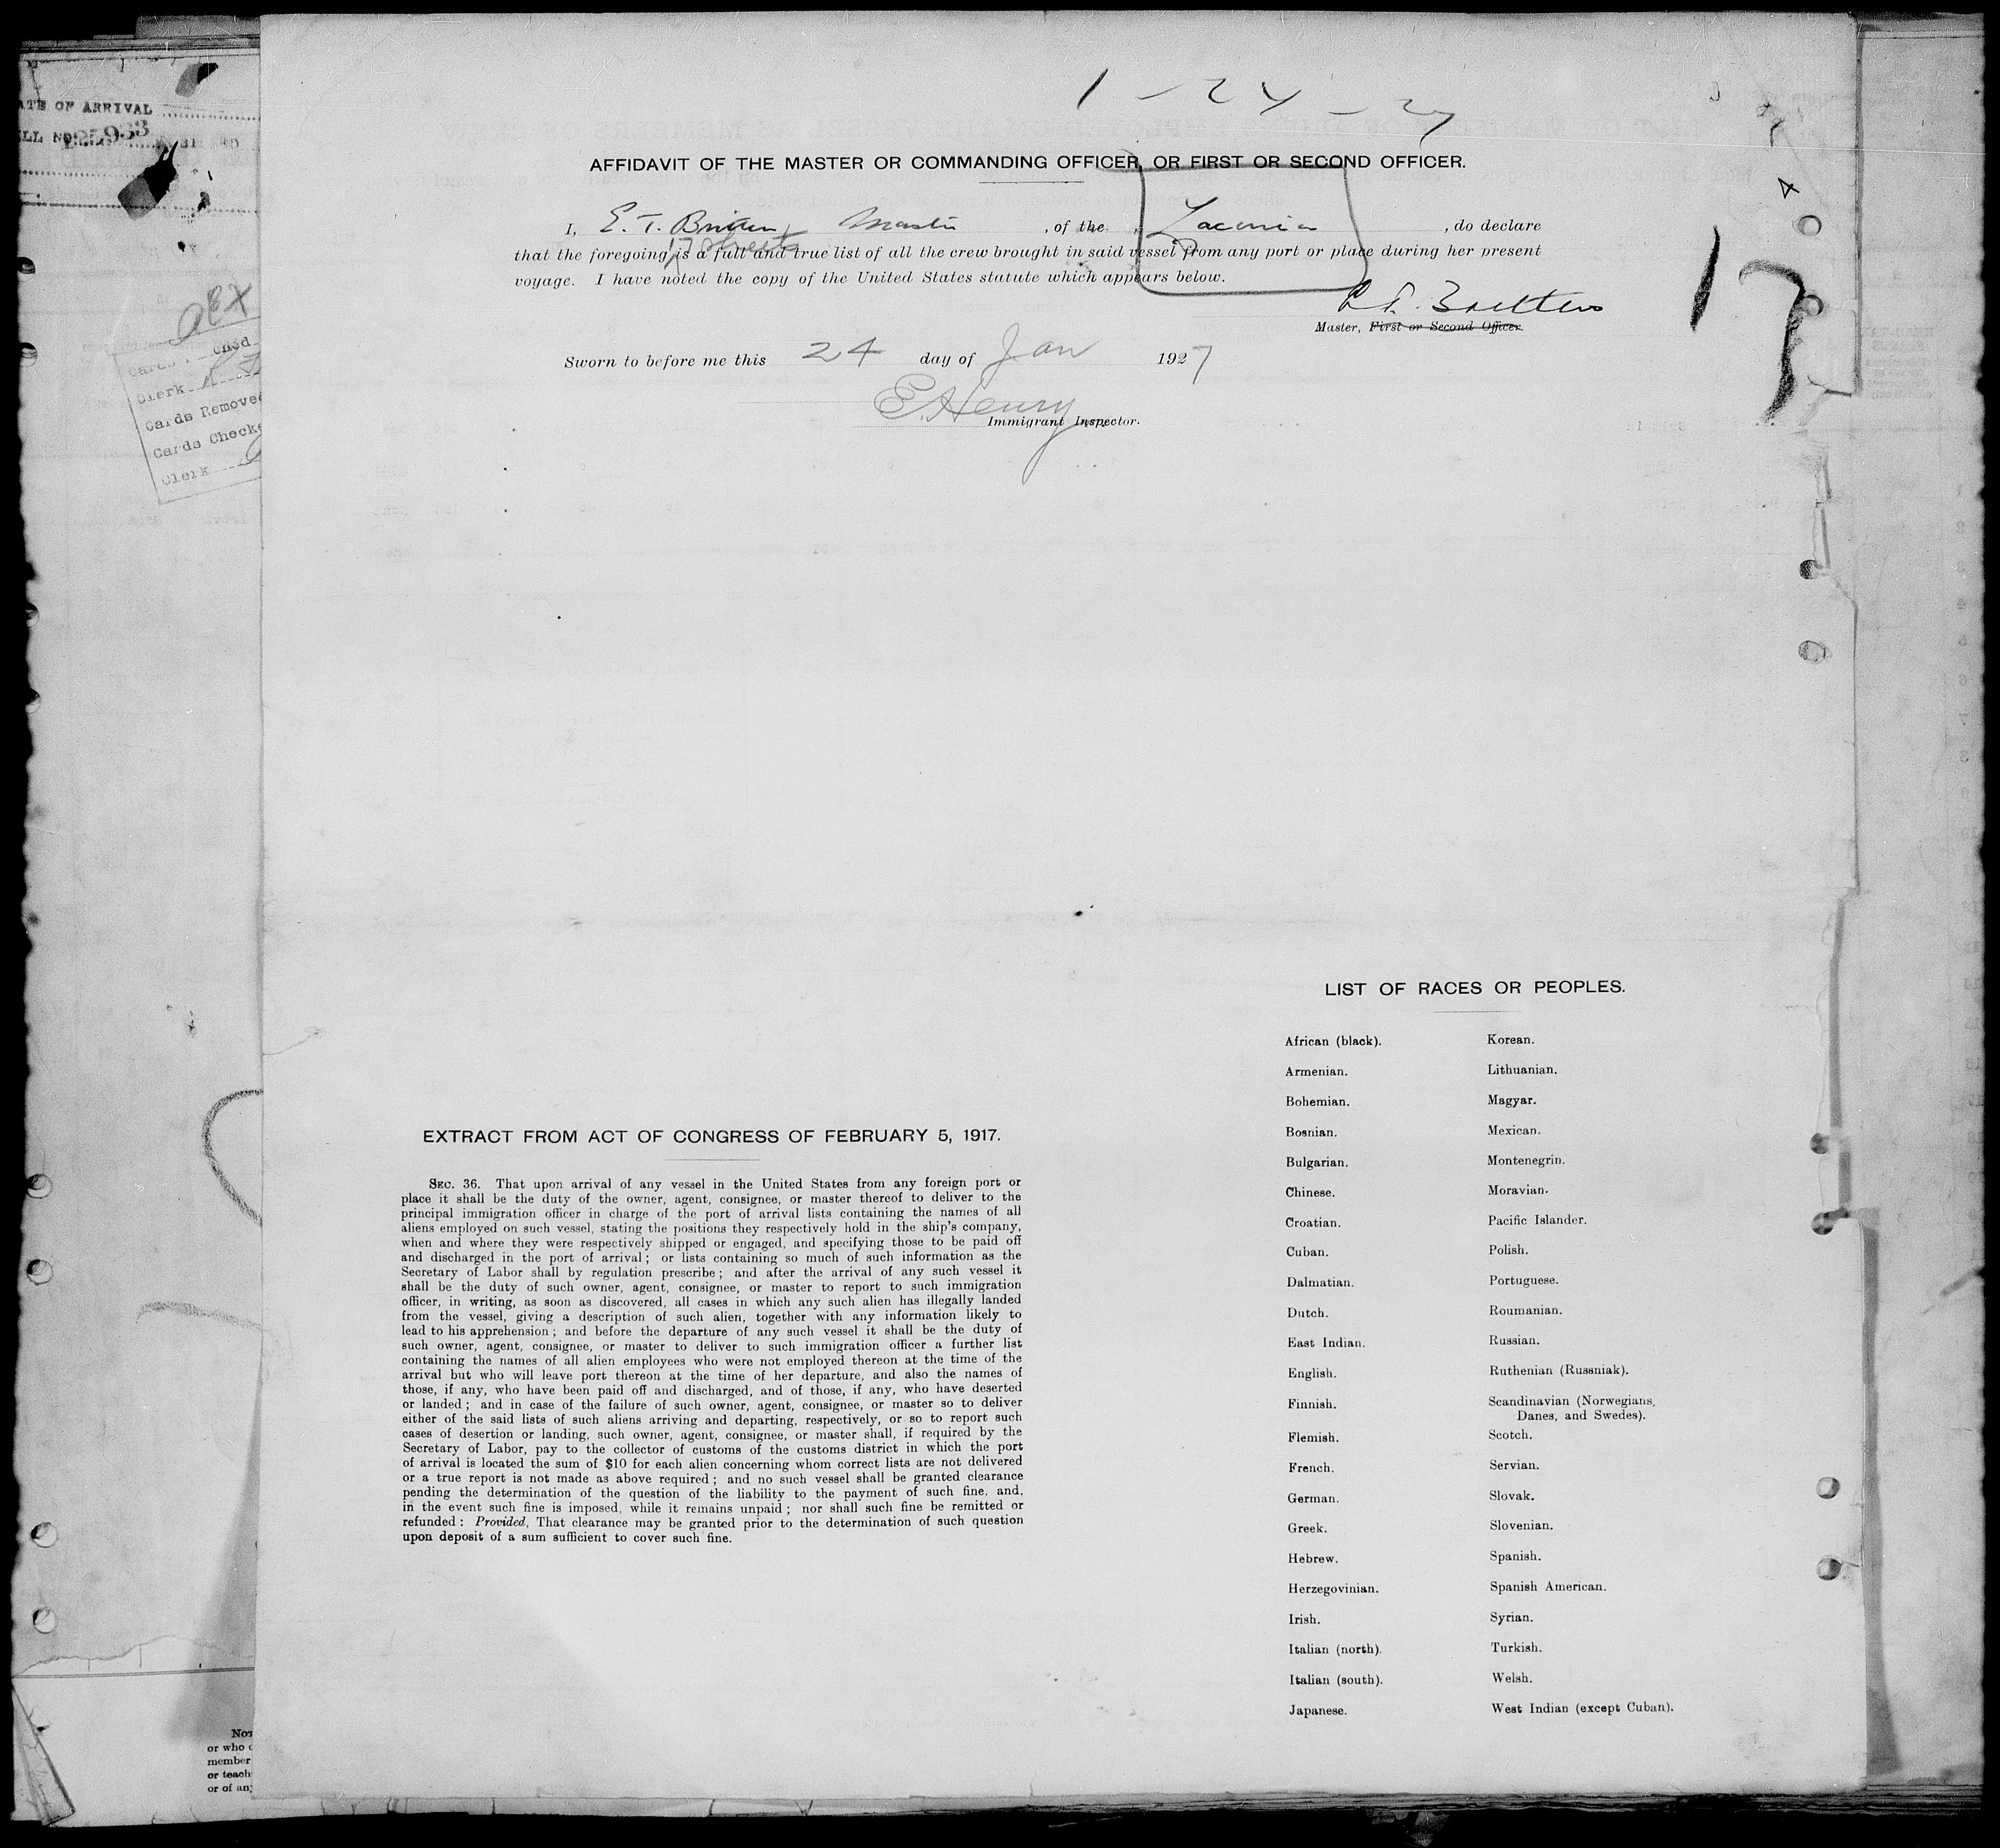 1-24-27
ATE OF ARRIVAL
AFFIDAVIT OF THE MASTER OR COMMANDING OFFICER, OR FIRST OR SECOND OFFICER.
I, E. T. Britten, Master, of the Laconia, do declare
17 sheets
that the foregoing is a full and true list of all the crew brought in said vessel from any port or place during her present
voyage. I have noted the copy of the United States statute which appears below.
17
Master, First or Second Officer.
Sworn to before me this 24 day of Jan 1927
E. Henry
Immigrant Inspector.
Clerk
Cards Remove
Cards Check
Clerk
EXTRACT FROM ACT OF CONGRESS OF FEBRUARY 5, 1917.
SEC. 36. That upon arrival of any vessel in the United States from any foreign port or
place it shall be the duty of the owner, agent, consignee, or master thereof to deliver to the
principal immigration officer in charge of the port of arrival lists containing the names of all
aliens employed on such vessel, stating the positions they respectively hold in the ship's company,
when and where they were respectively shipped or engaged, and specifying those to be paid off
and discharged in the port of arrival; or lists containing so much of such information as the
Secretary of Labor shall by regulation prescribe; and after the arrival of any such vessel it
shall be the duty of such owner, agent, consignee, or master to report to such immigration
officer, in writing, as soon as discovered, all cases in which any such alien has illegally landed
from the vessel, giving a description of such alien, together with any information likely to
lead to his apprehension; and before the departure of any such vessel it shall be the duty of
such owner, agent, consignee, or master to deliver to such immigration officer a further list
containing the names of all alien employees who were not employed thereon at the time of the
arrival but who will leave port thereon at the time of her departure, and also the names of
those, if any, who have been paid off and discharged, and of those, if any, who have deserted
or landed; and in case of the failure of such owner, agent, consignee, or master so to deliver
either of the said lists of such aliens arriving and departing, respectively, or so to report such
cases of desertion or landing, such owner, agent, consignee, or master shall, if required by the
Secretary of Labor, pay to the collector of customs of the customs district in which the port
of arrival is located the sum of $10 for each alien concerning whom correct lists are not delivered
or a true report is not made as above required; and no such vessel shall be granted clearance
pending the determination of the question of the liability to the payment of such fine, and,
in the event such fine is imposed, while it remains unpaid; nor shall such fine be remitted or
refunded: Provided, That clearance may be granted prior to the determination of such question
upon deposit of a sum sufficient to cover such fine.
LIST OF RACES OR PEOPLES.
African (black).
Armenian.
Bohemian.
Bosnian.
Bulgarian.
Chinese.
Croatian.
Cuban.
Dalmatian.
Dutch.
East Indian.
English.
Finnish.
Flemish.
French.
German.
Greek.
Hebrew.
Herzegovinian.
Irish.
Italian (north).
Italian (south).
Japanese.
Korean.
Lithuanian.
Magyar.
Mexican.
Montenegrin.
Moravian.
Pacific Islander.
Polish.
Portuguese.
Roumanian.
Russian.
Ruthenian (Russniak).
Scandinavian (Norwegians,
Danes, and Swedes).
Scotch.
Servian.
Slovak.
Slovenian.
Spanish.
Spanish American.
Syrian.
Turkish.
Welsh.
West Indian (except Cuban).
or who
member
or teach
or of an